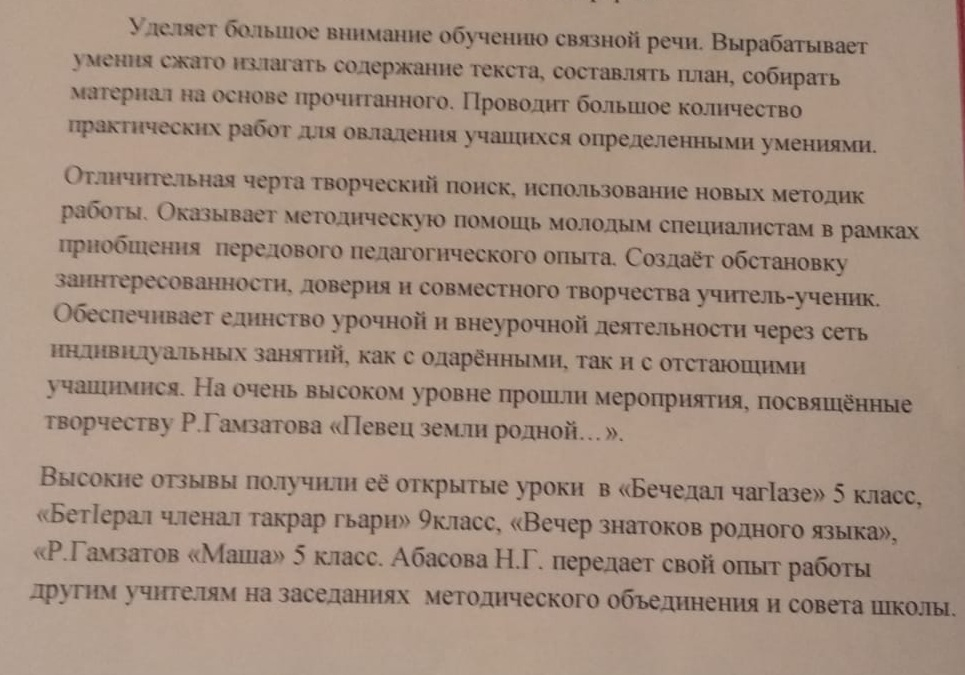 Уделяет большое внимание обучению связной речи. Вырабатывает
умения сжато излагать содержание текста, составлять план, собирать
материал на основе прочитанного. Проводит большое количество
практических работ для овладения учащихся определенными умениями.
Отличительная черта творческий поиск, использование новых методик
работы. Оказывает методическую помощь молодым специалистам в рамках
приобщения передового педагогического опыта. Создаёт обстановку
заинтересованности, доверия и совместного творчества учитель-ученик.
Обеспечивает единство урочной и внеурочной деятельности через сеть
индивидуальных занятий, как с одарёнными, так и с отстающими
учащимися. На очень высоком уровне прошли мероприятия, посвящённые
творчеству Р.Гамзатова «Певец земли родной…».
Высокие отзывы получили её открытые уроки в «Бечедал чагӀазе» 5 класс,
«БетӀерал членал такрар гьари» 9класс, «Вечер знатоков родного языка»,
«Р.Гамзатов «Маша» 5 класс. Абасова Н.Г. передает свой опыт работы
другим учителям на заседаниях методического объединения и совета школы.